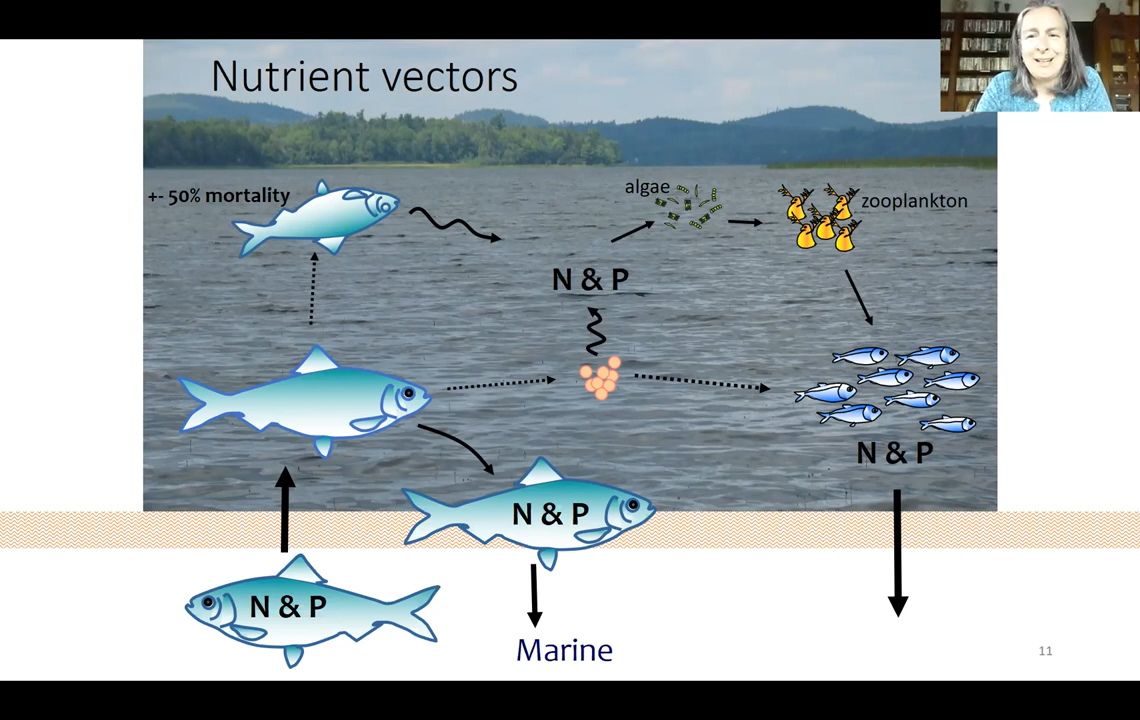 Nutrient vectors
+- 50% mortality
algae
zooplankton
N & P
N & P
N & P
N & P
Marine
11